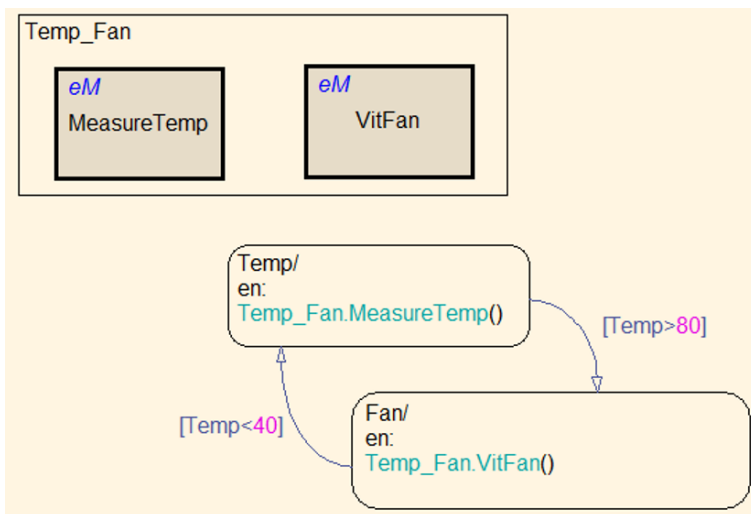 Temp_Fan
eM
MeasureTemp
eM
VitFan
Temp/
en:
Temp_Fan.MeasureTemp()
[Temp>80]
[Temp<40]
Fan/
en:
Temp_Fan.VitFan()